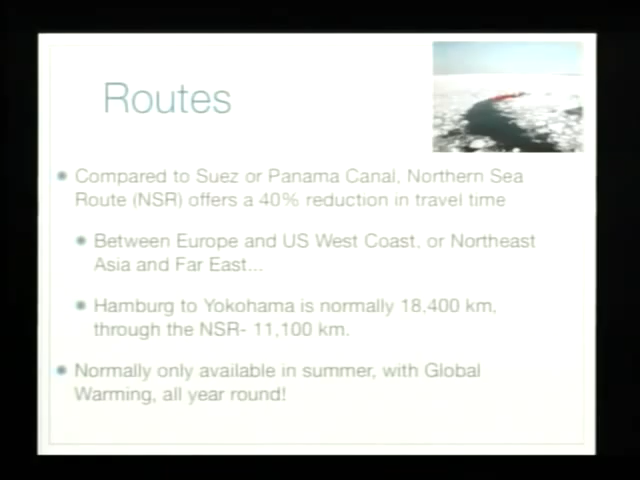 Routes
Compared to Suez or Panama Canal, Northern Sea
Route (NSR) offers a 40% reduction in travel time
Between Europe and US West Coast, or Northeast
Asia and Far East...
Hamburg to Yokohama is normally 18,400 km,
through the NSR- 11,100 km.
Normally only available in summer, with Global
Warming, all year round!